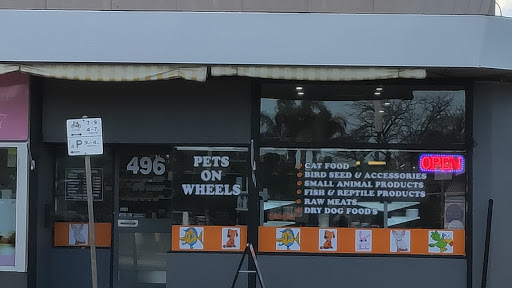 496
PETS
ON
WHEELS
CAT FOOD
BIRD SEED & ACCESSORIES
SMALL ANIMAL PRODUCTS
FISH & REPTILE PRODUCTS
RAW MEATS
DRY DOG FOOD'S
OPEN
P